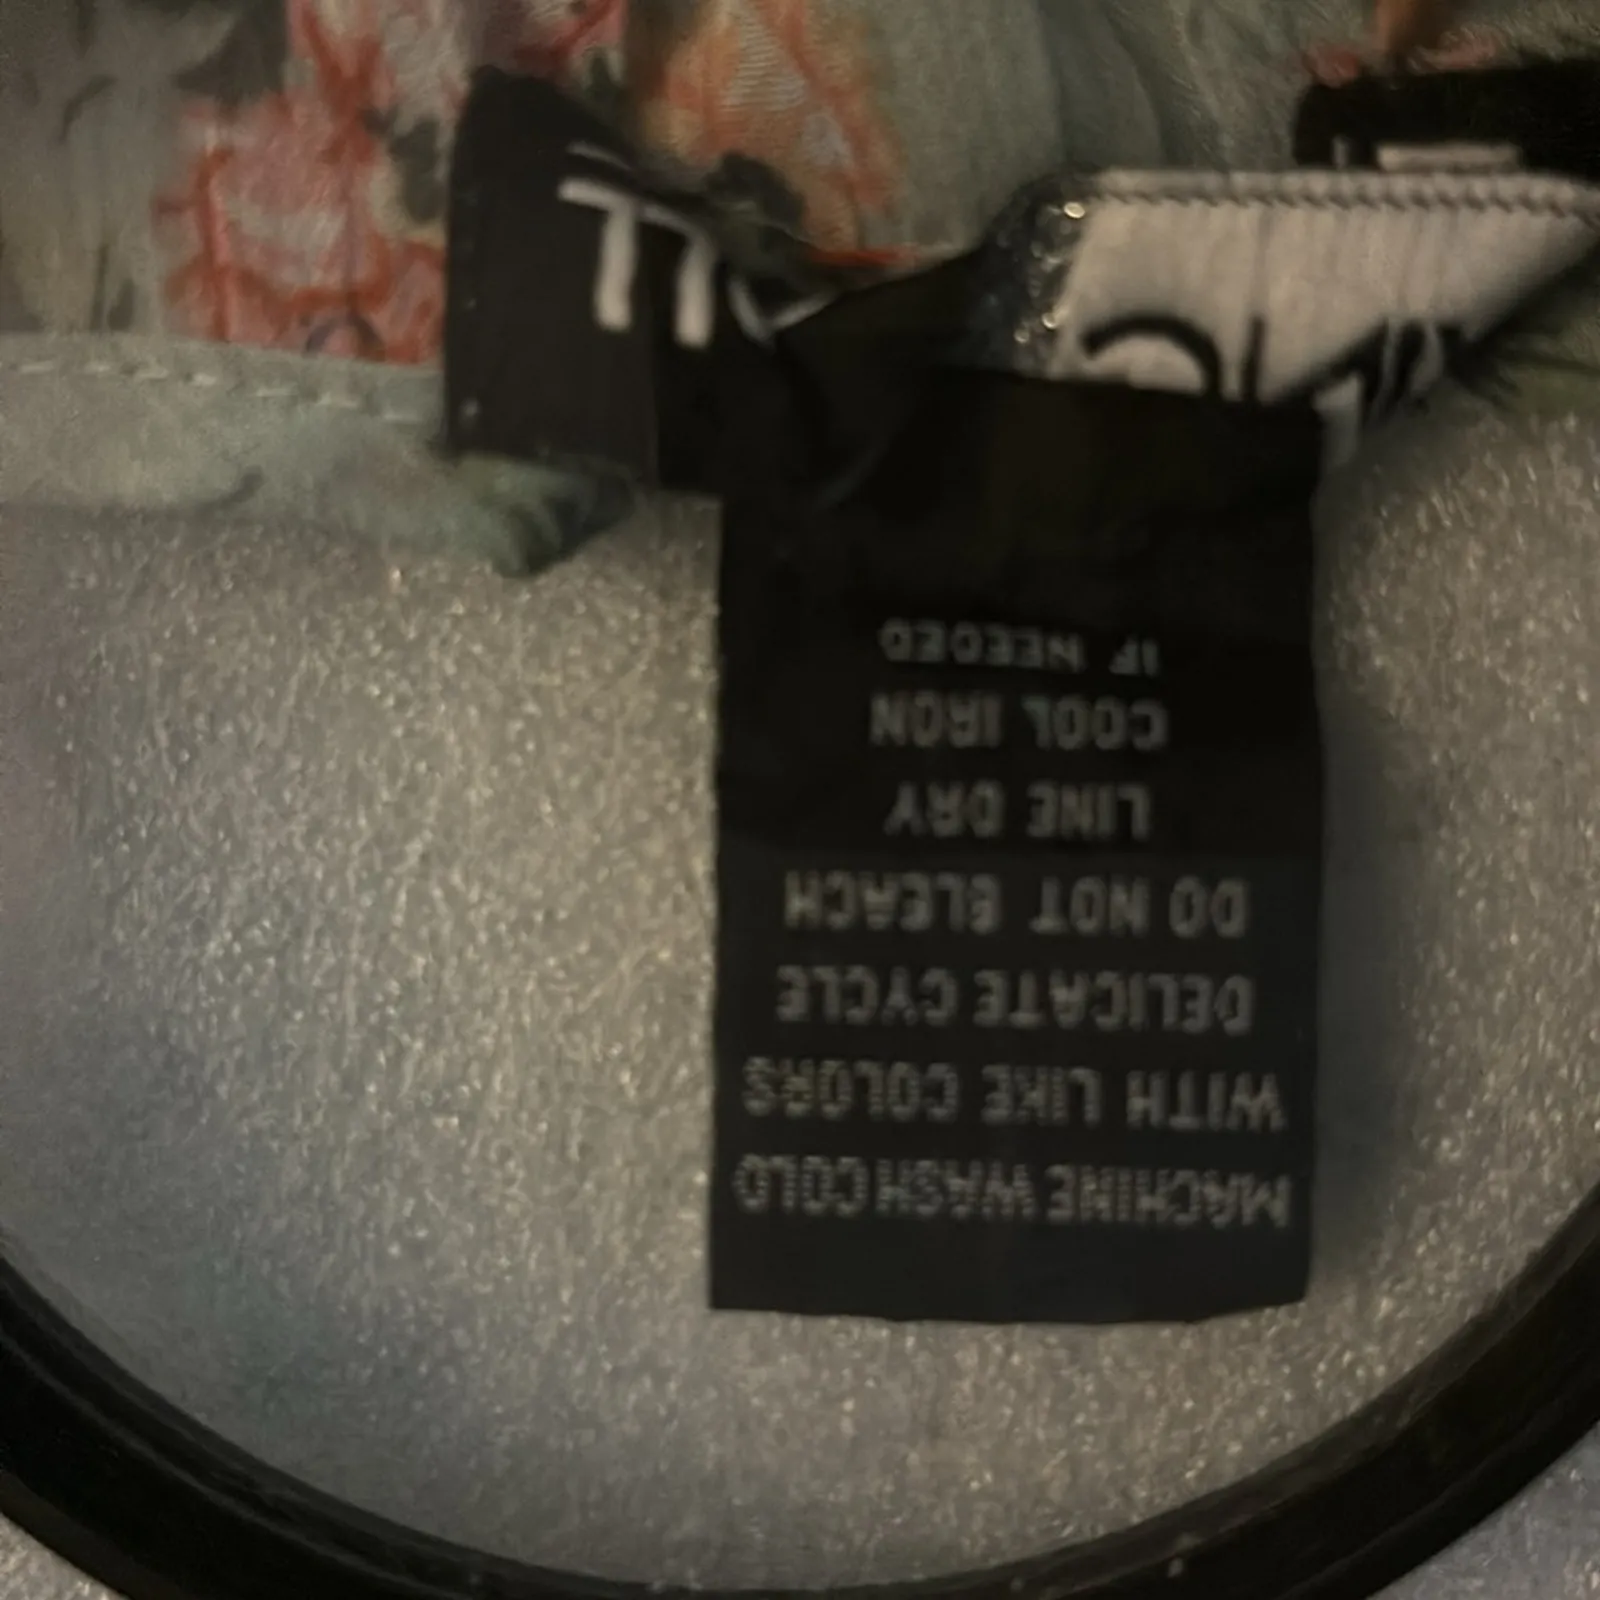 MACHINE WASH COLD
WITH LIKE COLORS
DELICATE CYCLE
DO NOT BLEACH
LINE DRY
COOL IRON
IF NEEDED